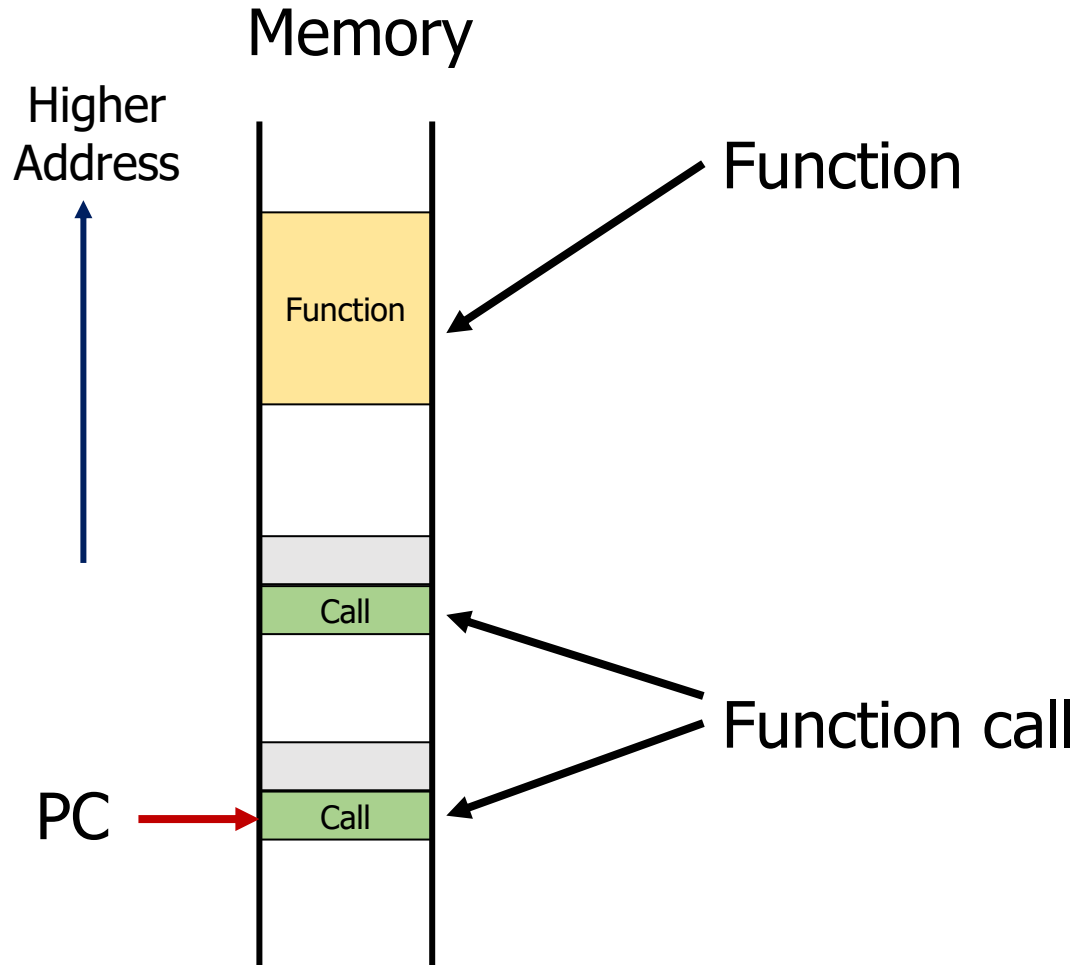 Memory
Higher
Address
Function
Function
Call
Function call
PC
Call